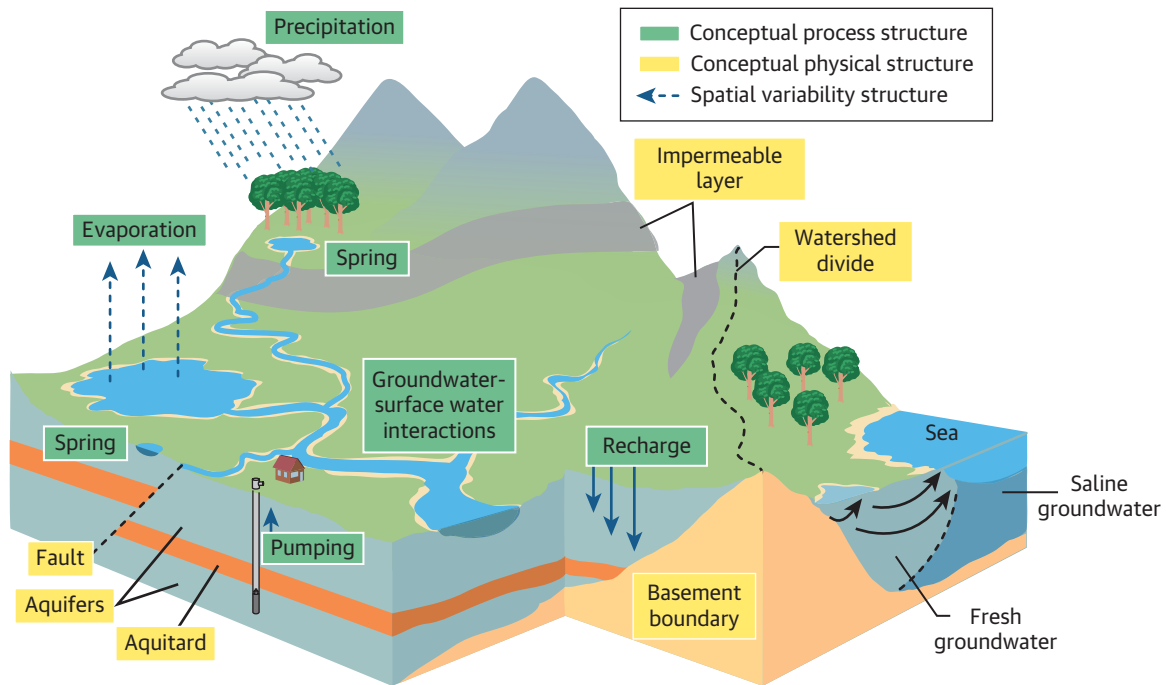 Precipitation
Conceptual process structure
Conceptual physical structure
Spatial variability structure
Impermeable
layer
Watershed
divide
Evaporation
Spring
Groundwater-
surface water
interactions
Spring
Recharge
Sea
Saline
groundwater
Fault
Pumping
Aquifers
Aquitard
Basement
boundary
Fresh
groundwater